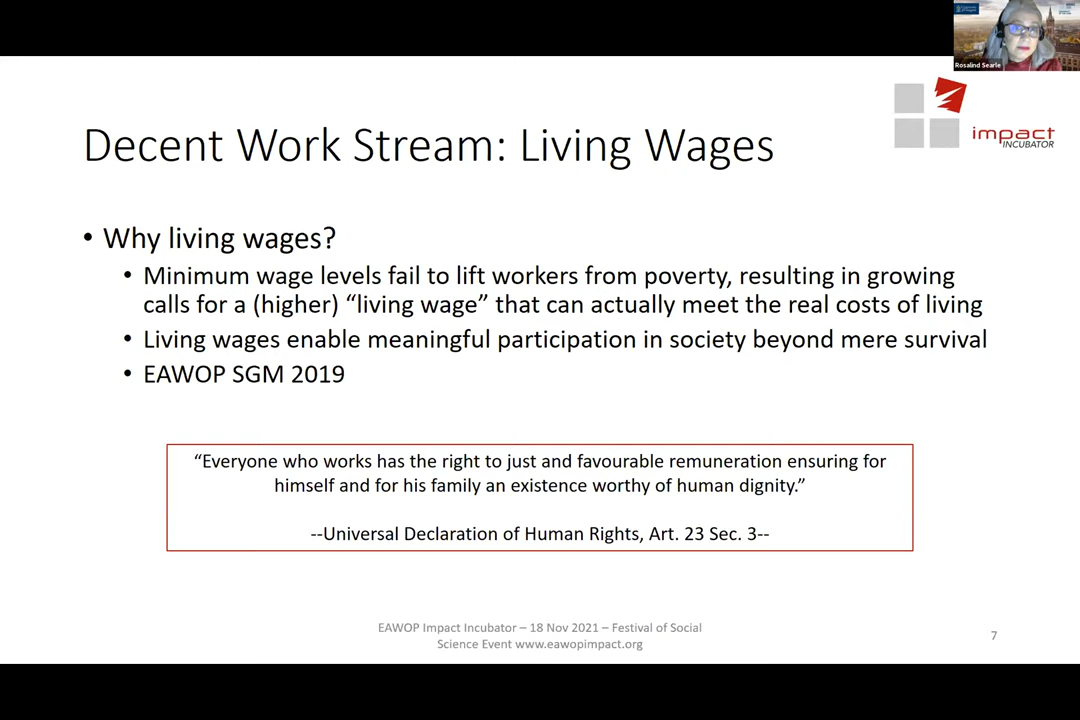 Rosalind Searle
impact
INCUBATOR
Decent Work Stream: Living Wages
• Why living wages?
• Minimum wage levels fail to lift workers from poverty, resulting in growing
calls for a (higher) “living wage” that can actually meet the real costs of living
• Living wages enable meaningful participation in society beyond mere survival
• EAWOP SGM 2019
“Everyone who works has the right to just and favourable remuneration ensuring for
himself and for his family an existence worthy of human dignity.”
--Universal Declaration of Human Rights, Art. 23 Sec. 3--
EAWOP Impact Incubator – 18 Nov 2021 – Festival of Social
Science Event www.eawopimpact.org
7